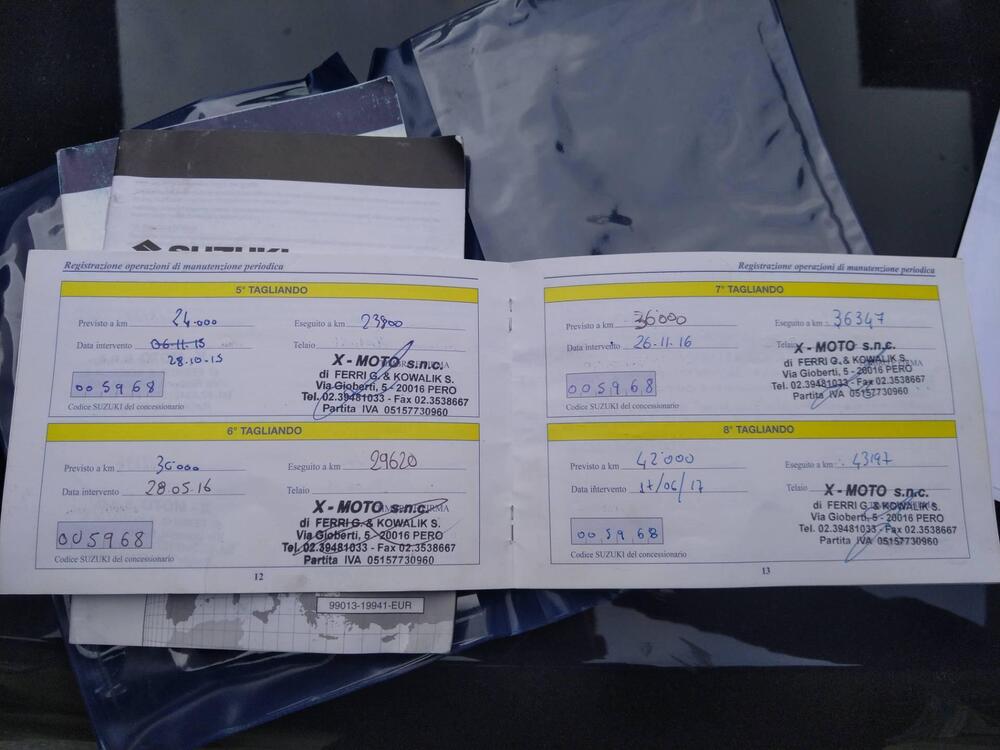 SUZUKI
Registrazione operazioni di manutenzione periodica
5° TAGLIANDO
Previsto a km 24.000 Eseguito a km 23800
Data intervento 06-11-15 Telaio
28.10-15
X - MOTO s.n.c.
di FERRI G. & KOWALIK S.
Via Gioberti, 5 - 20016 PERO
Tel. 02.39481033 - Fax 02.3538667
Partita IVA 05157730960
005968
Codice SUZUKI del concessionario
6° TAGLIANDO
Previsto a km 30000 Eseguito a km 29620
Data intervento 28.05.16 Telaio
X - MOTO s.n.c.
di FERRI G. & KOWALIK S.
Via Gioberti, 5 - 20016 PERO
Tel. 02.39481033 - Fax 02.3538667
Partita IVA 05157730960
005968
Codice SUZUKI del concessionario
12
Registrazione operazioni di manutenzione periodica
7° TAGLIANDO
Previsto a km 36000 Eseguito a km 36347
Data intervento 26-11-16 Telaio
X - MOTO s.n.c.
di FERRI G. & KOWALIK S.
Via Gioberti, 5 - 20016 PERO
Tel. 02.39481033 - Fax 02.3538667
Partita IVA 05157730960
005968
Codice SUZUKI del concessionario
8° TAGLIANDO
Previsto a km 42000 Eseguito a km 43197
Data intervento 17/06/17 Telaio
X - MOTO s.n.c.
di FERRI G. & KOWALIK S.
Via Gioberti, 5 - 20016 PERO
Tel. 02.39481033 - Fax 02.3538667
Partita IVA 05157730960
005968
Codice SUZUKI del concessionario
13
99013-19941-EUR